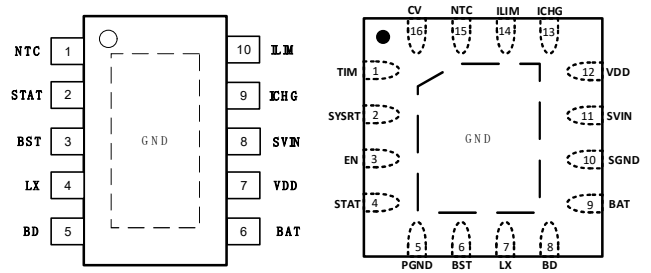 NTC 1 10 ILIM
STAT 2 9 ICHG
BST 3 GND 8 SVIN
LX 4 7 VDD
BD 5 6 BAT
CV NTC ILIM ICHG
16 15 14 13
TIM 1 12 VDD
SYSRT 2 11 SVIN
GND
EN 3 10 SGND
STAT 4 9 BAT
5 6 7 8
PGND BST LX BD